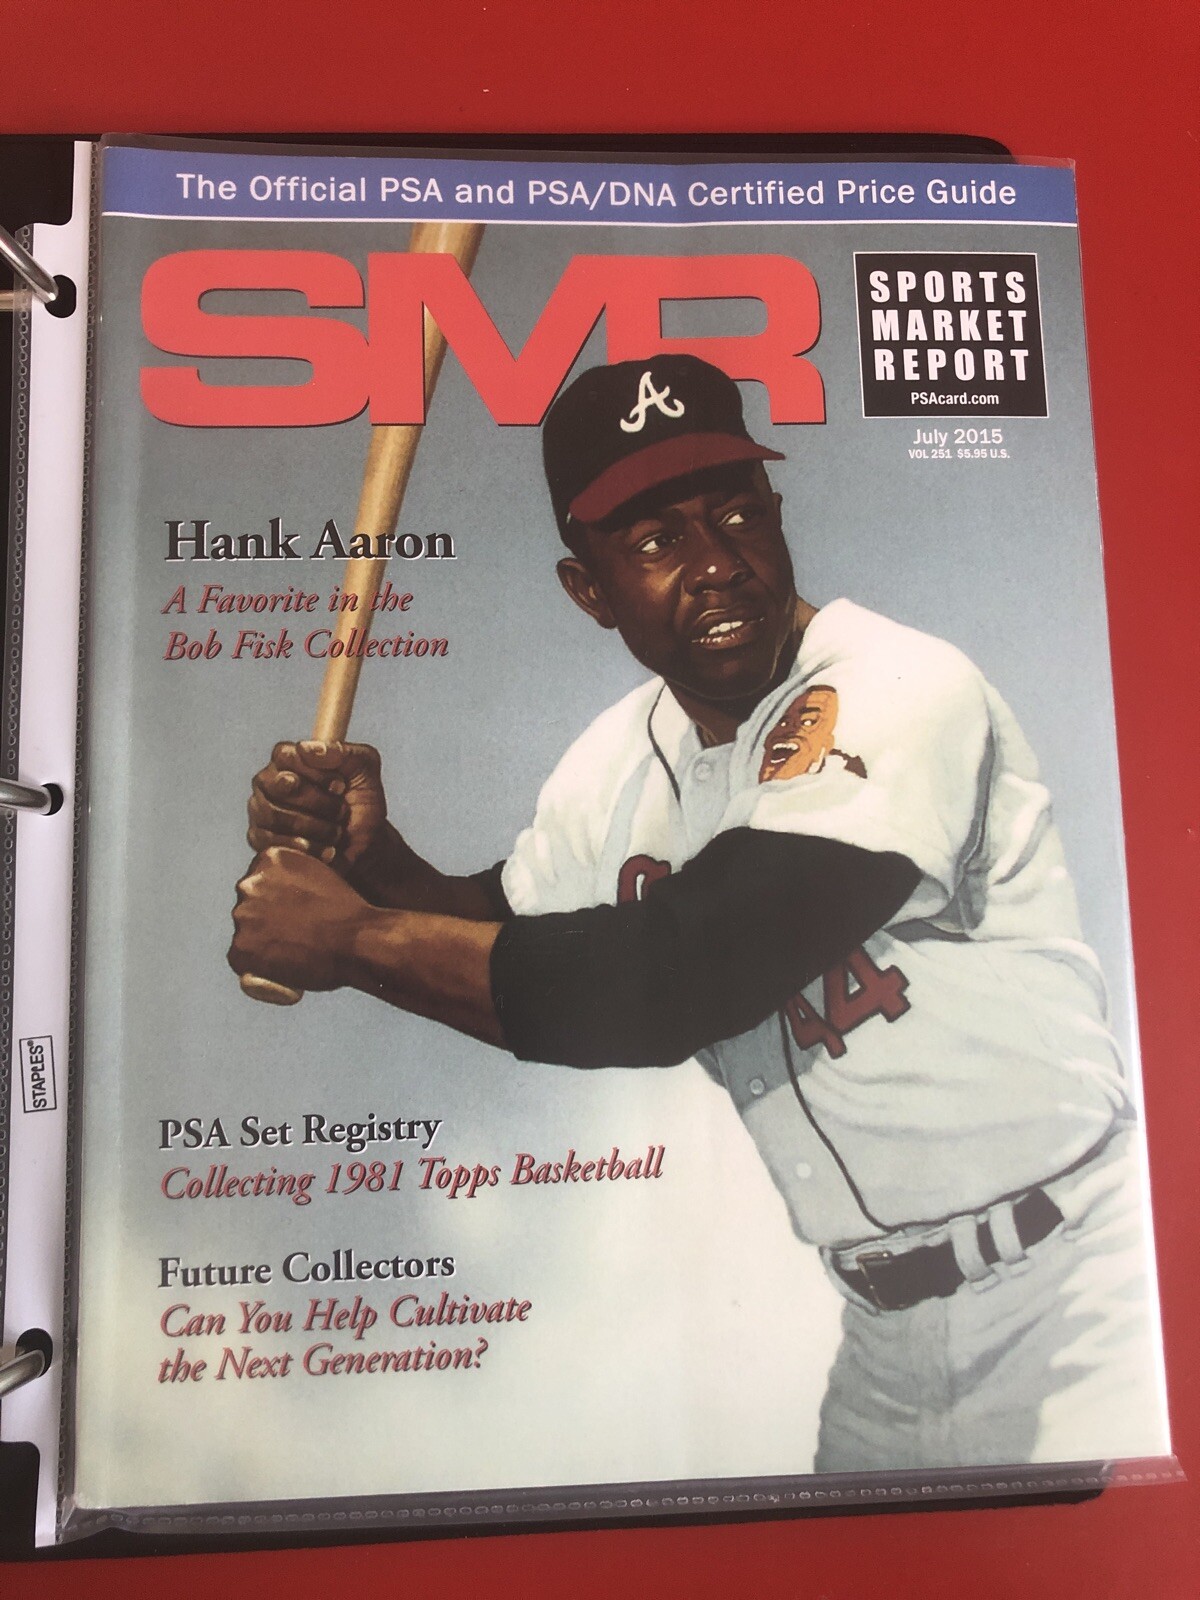 The Official PSA and PSA/DNA Certified Price Guide
SMR
SPORTS
MARKET
REPORT
PSAcard.com
July 2015
VOL 251 $5.95 U.S.
A
Hank Aaron
A Favorite in the
Bob Fisk Collection
44
PSA Set Registry
Collecting 1981 Topps Basketball
Future Collectors
Can You Help Cultivate
the Next Generation?
STAPLES®